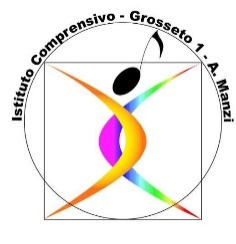 Istituto Comprensivo - Grosseto 1 - A. Manzi